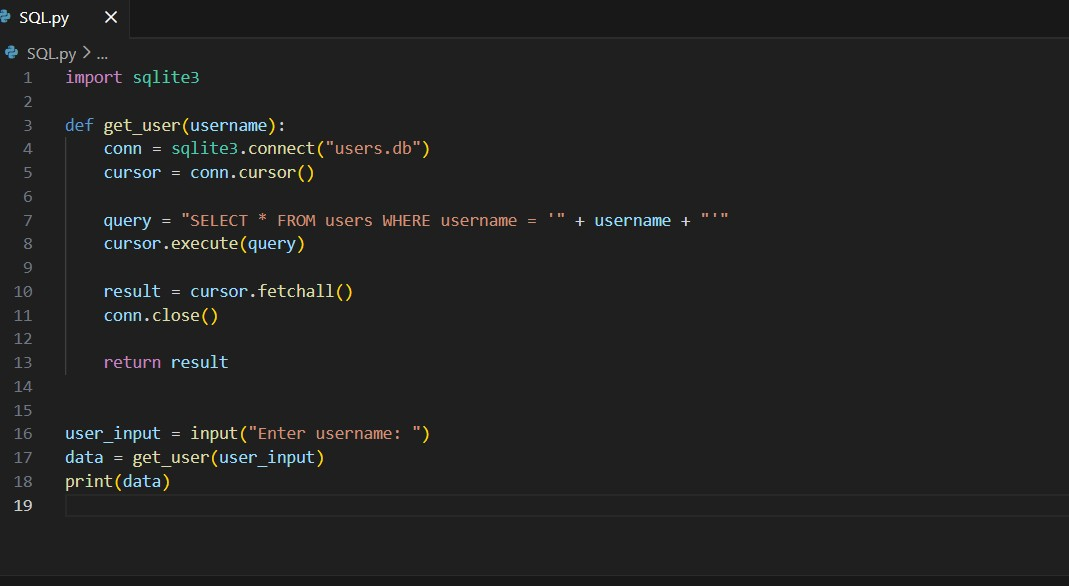 SQL.py ×
SQL.py > ...
1 import sqlite3
2
3 def get_user(username):
4     conn = sqlite3.connect("users.db")
5     cursor = conn.cursor()
6
7     query = "SELECT * FROM users WHERE username = '" + username + "'"
8     cursor.execute(query)
9
10     result = cursor.fetchall()
11     conn.close()
12
13     return result
14
15
16 user_input = input("Enter username: ")
17 data = get_user(user_input)
18 print(data)
19